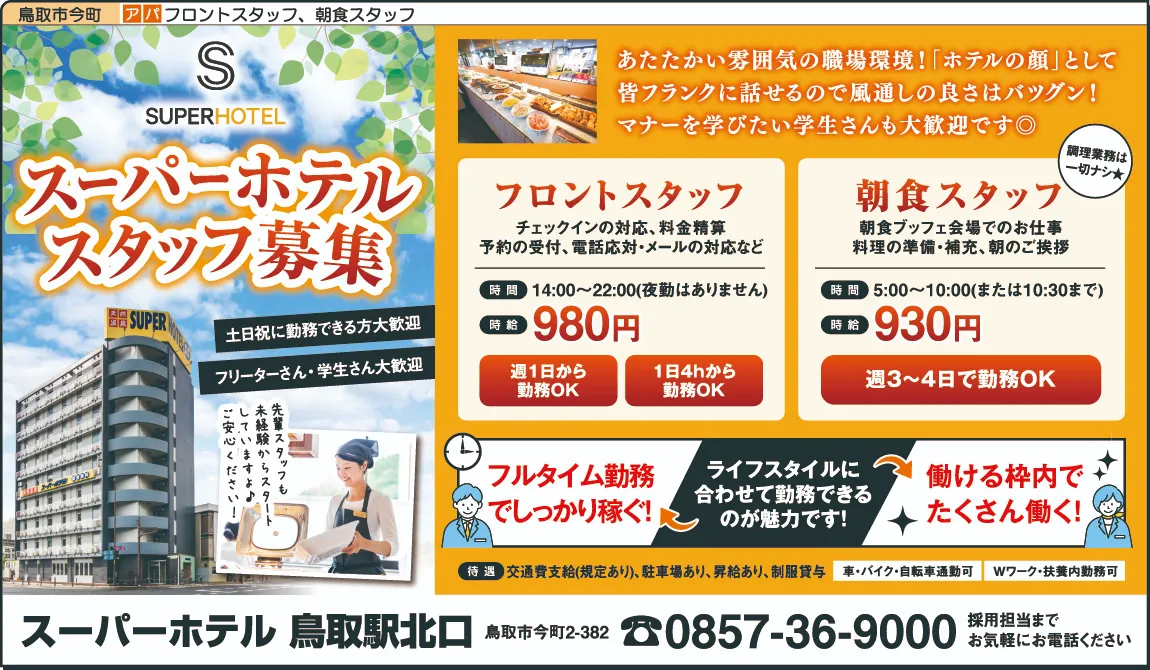 鳥取市今町 アパ フロントスタッフ、朝食スタッフ
S
SUPERHOTEL
スーパーホテル
スタッフ募集
天然温泉 SUPER HOTEL
土日祝に勤務できる方大歓迎
フリーターさん・学生さん大歓迎
先輩スタッフも
未経験からスタート
していますよ♪
ご安心ください!
あたたかい雰囲気の職場環境!「ホテルの顔」として
皆フランクに話せるので風通しの良さはバツグン!
マナーを学びたい学生さんも大歓迎です◎
フロントスタッフ
チェックインの対応、料金精算
予約の受付、電話応対・メールの対応など
時間 14:00〜22:00(夜勤はありません)
時給 980円
週1日から
勤務OK
1日4hから
勤務OK
調理業務は
一切ナシ★
朝食スタッフ
朝食ブッフェ会場でのお仕事
料理の準備・補充、朝のご挨拶
時間 5:00〜10:00(または10:30まで)
時給 930円
週3〜4日で勤務OK
フルタイム勤務
でしっかり稼ぐ!
ライフスタイルに
合わせて勤務できる
のが魅力です!
働ける枠内で
たくさん働く!
待遇 交通費支給(規定あり)、駐車場あり、昇給あり、制服貸与 車・バイク・自転車通勤可 Wワーク・扶養内勤務可
スーパーホテル 鳥取駅北口 鳥取市今町2-382 ☎0857-36-9000
採用担当まで
お気軽にお電話ください